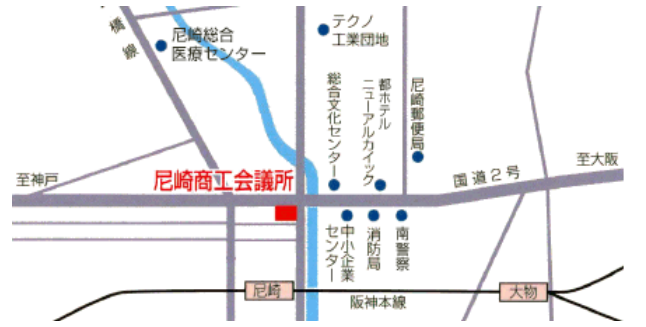 橋線
尼崎総合
医療センター
テクノ
工業団地
総合文化センター
都ホテル
ニューアルカイック
尼崎郵便局
至神戸
尼崎商工会議所
国道2号
至大阪
中小企業
センター
消防局
南警察
尼崎
阪神本線
大物